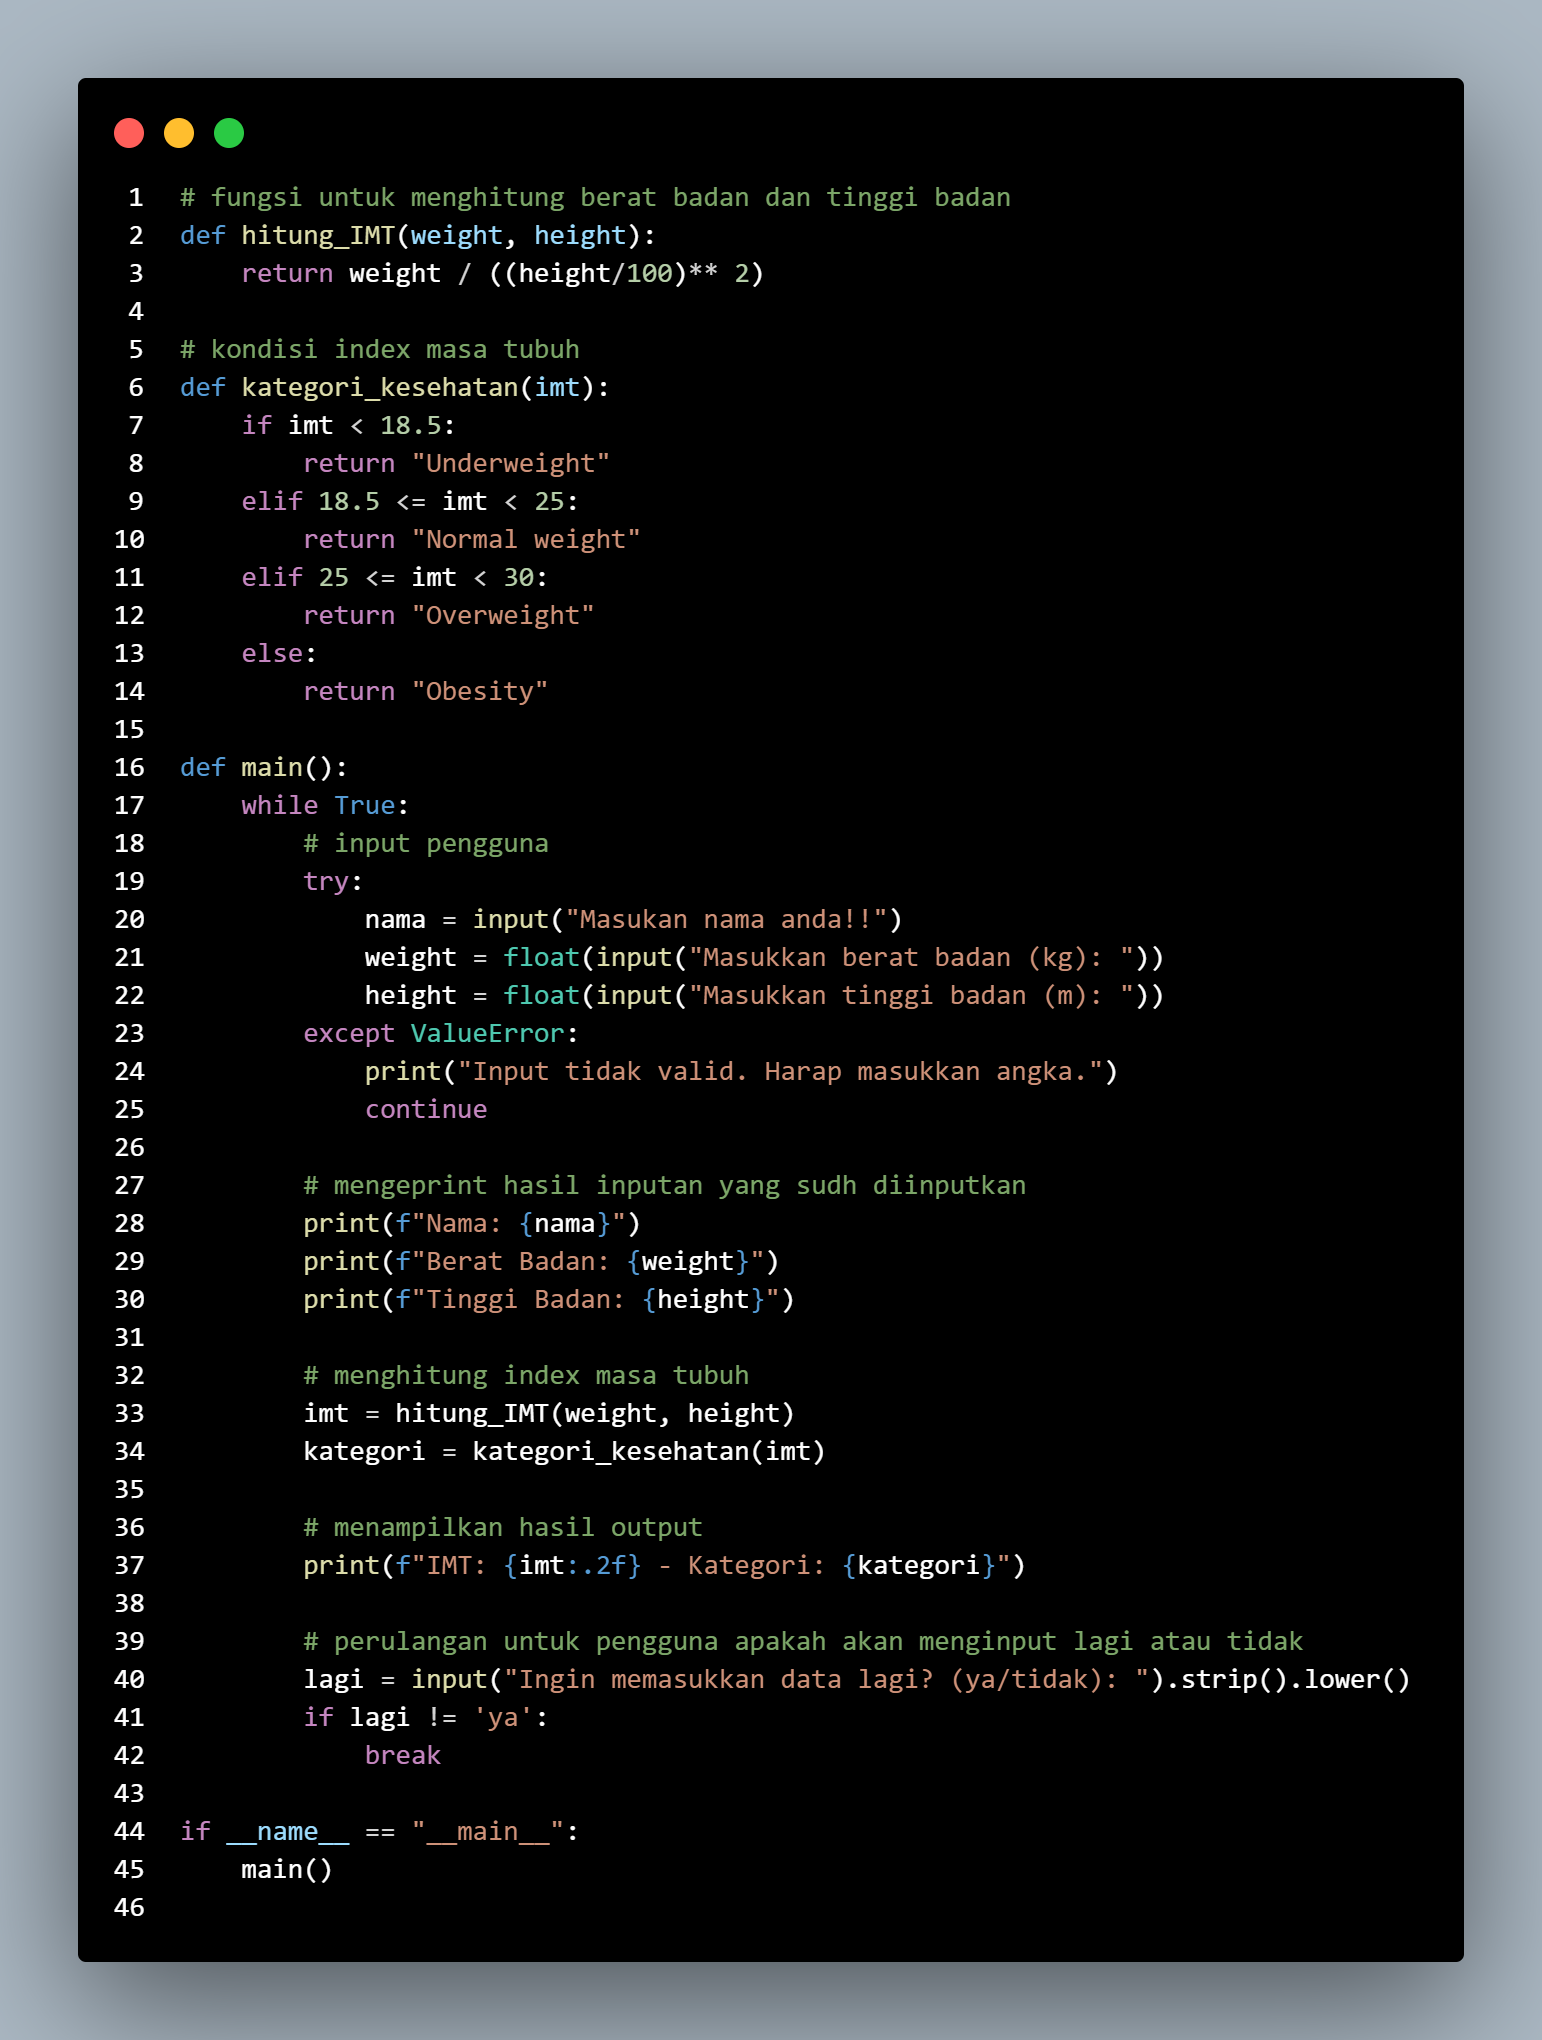 1 # fungsi untuk menghitung berat badan dan tinggi badan
2 def hitung_IMT(weight, height):
3     return weight / ((height/100)** 2)
4
5 # kondisi index masa tubuh
6 def kategori_kesehatan(imt):
7     if imt < 18.5:
8         return "Underweight"
9     elif 18.5 <= imt < 25:
10         return "Normal weight"
11     elif 25 <= imt < 30:
12         return "Overweight"
13     else:
14         return "Obesity"
15
16 def main():
17     while True:
18         # input pengguna
19         try:
20             nama = input("Masukan nama anda!!")
21             weight = float(input("Masukkan berat badan (kg): "))
22             height = float(input("Masukkan tinggi badan (m): "))
23         except ValueError:
24             print("Input tidak valid. Harap masukkan angka.")
25             continue
26
27         # mengeprint hasil inputan yang sudh diinputkan
28         print(f"Nama: {nama}")
29         print(f"Berat Badan: {weight}")
30         print(f"Tinggi Badan: {height}")
31
32         # menghitung index masa tubuh
33         imt = hitung_IMT(weight, height)
34         kategori = kategori_kesehatan(imt)
35
36         # menampilkan hasil output
37         print(f"IMT: {imt:.2f} - Kategori: {kategori}")
38
39         # perulangan untuk pengguna apakah akan menginput lagi atau tidak
40         lagi = input("Ingin memasukkan data lagi? (ya/tidak): ").strip().lower()
41         if lagi != 'ya':
42             break
43
44 if __name__ == "__main__":
45     main()
46